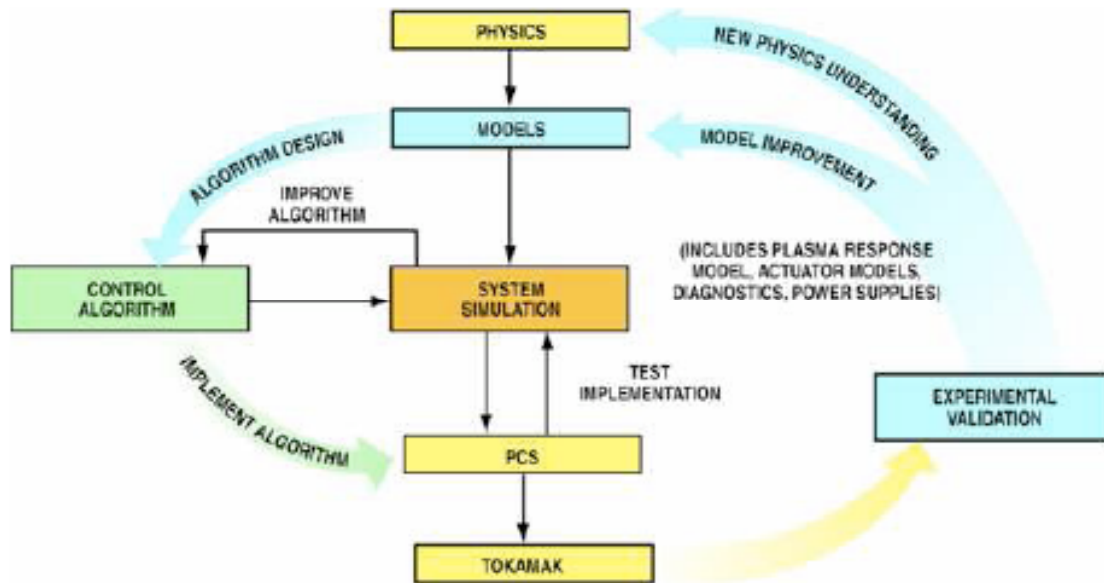 PHYSICS
NEW PHYSICS UNDERSTANDING
MODELS
MODEL IMPROVEMENT
ALGORITHM DESIGN
IMPROVE
ALGORITHM
(INCLUDES PLASMA RESPONSE
MODEL, ACTUATOR MODELS,
DIAGNOSTICS, POWER SUPPLIES)
CONTROL
ALGORITHM
SYSTEM
SIMULATION
IMPLEMENT ALGORITHM
TEST
IMPLEMENTATION
EXPERIMENTAL
VALIDATION
PCS
TOKAMAK